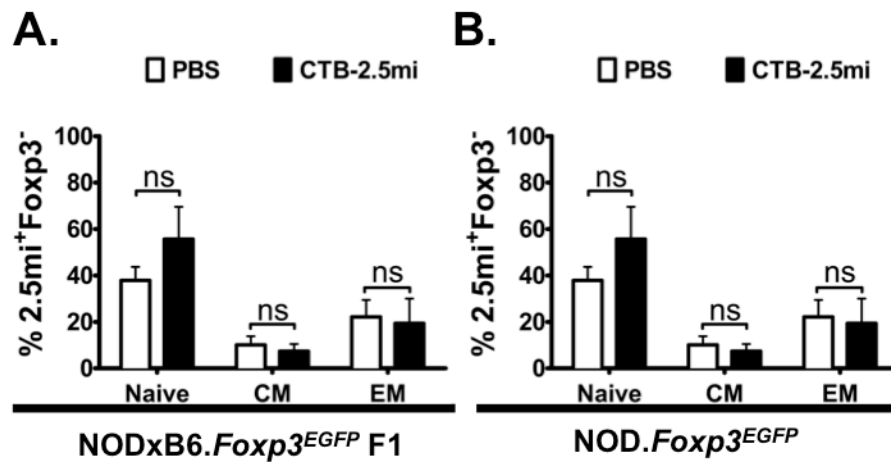 A.
PBS CTB-2.5mi
% 2.5mi⁺Foxp3⁻
100
80
60
40
20
0
ns
ns
ns
Naive CM EM
NODxB6.Foxp3ᴱᴳᶠᴾ F1
B.
PBS CTB-2.5mi
% 2.5mi⁺Foxp3⁻
100
80
60
40
20
0
ns
ns
ns
Naive CM EM
NOD.Foxp3ᴱᴳᶠᴾ